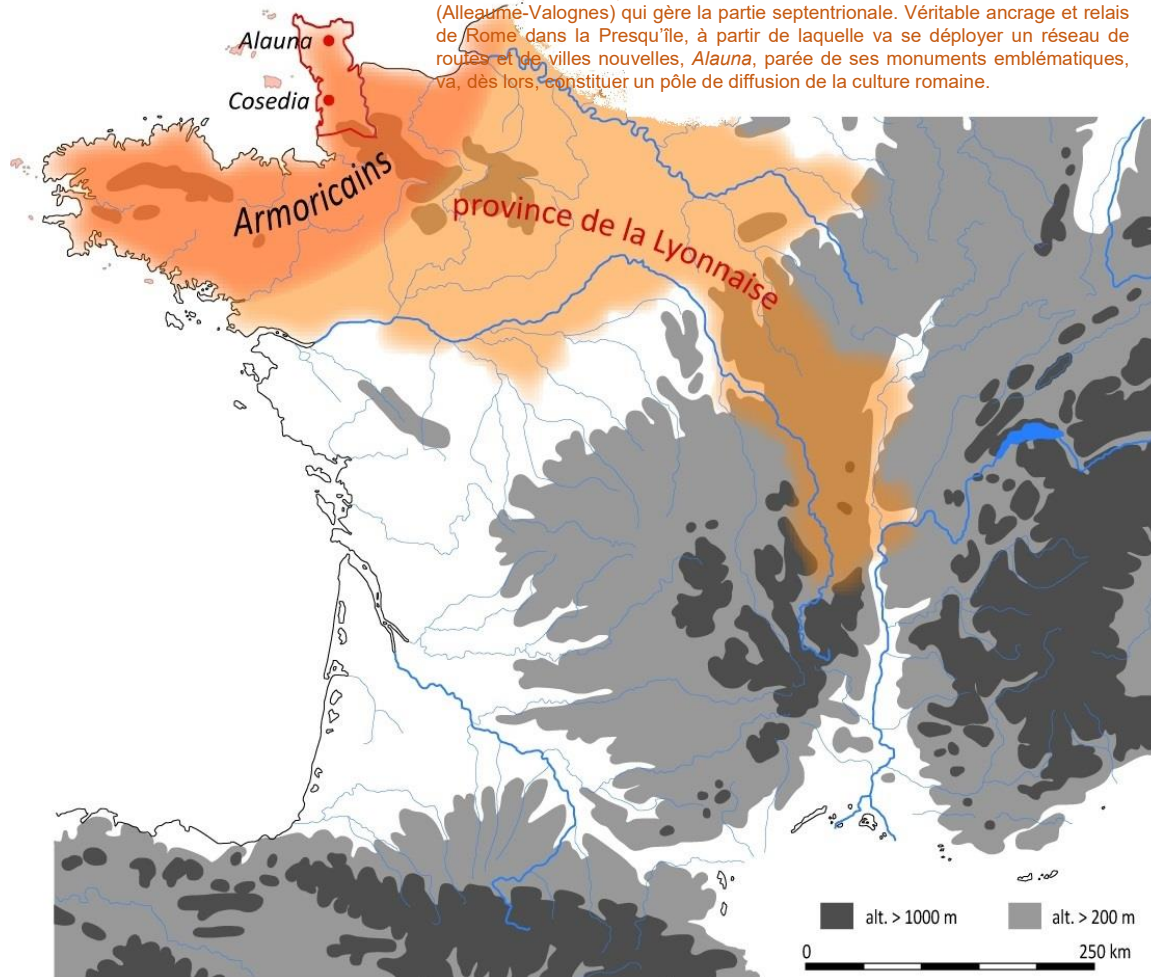 (Alleaume-Valognes) qui gère la partie septentrionale. Véritable ancrage et relais
de Rome dans la Presqu'île, à partir de laquelle va se déployer un réseau de
routes et de villes nouvelles, Alauna, parée de ses monuments emblématiques,
va, dès lors, constituer un pôle de diffusion de la culture romaine.
Alauna
Cosedia
Armoricains
province de la Lyonnaise
alt. > 1000 m
alt. > 200 m
0
250 km